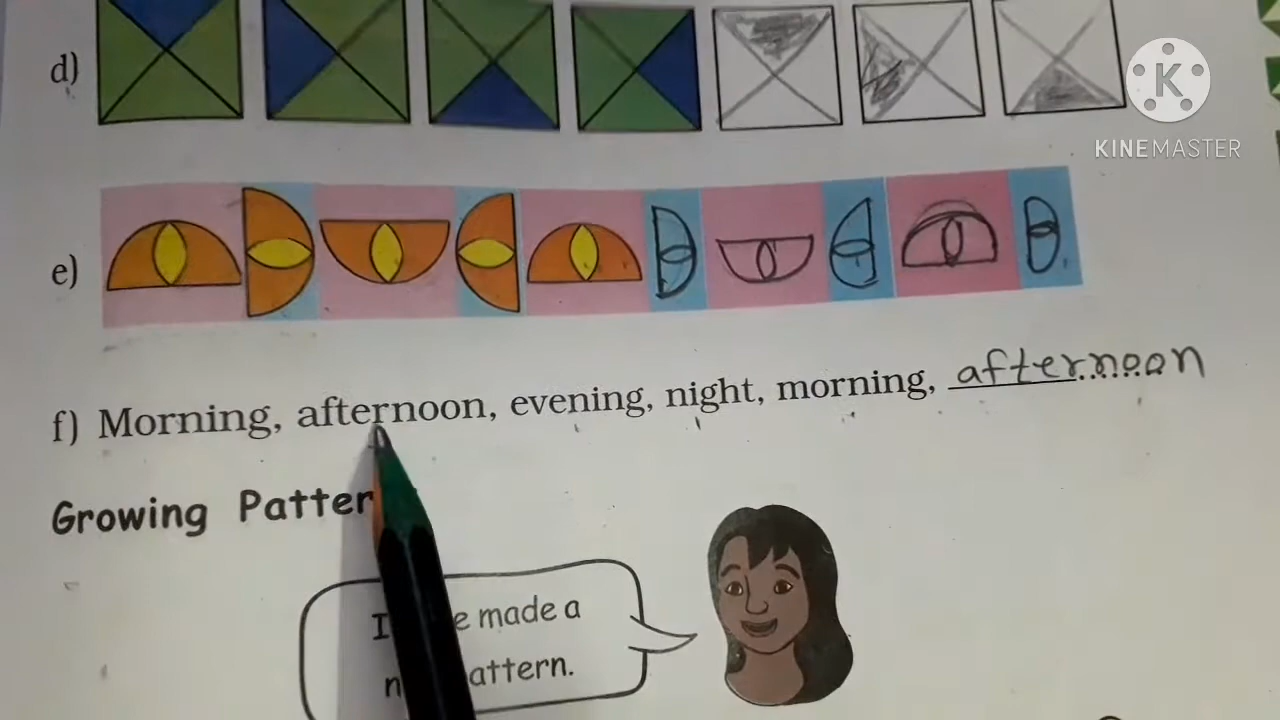 d)
K
KINEMASTER
e)
f) Morning, afternoon, evening, night, morning, afternoon
Growing Patter
I e made a
n attern.